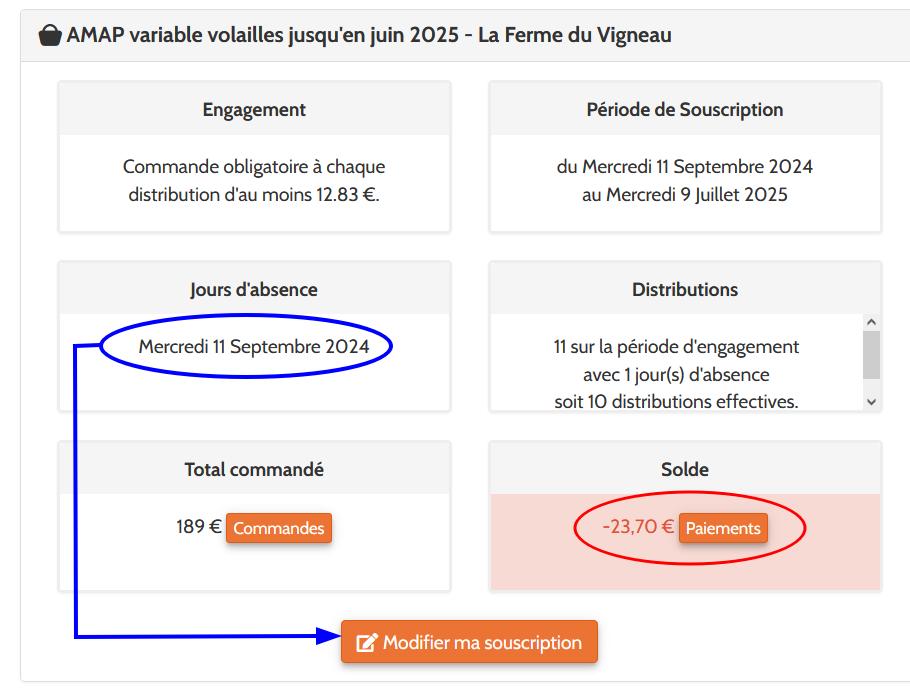 AMAP variable volailles jusqu'en juin 2025 - La Ferme du Vigneau
Engagement
Commande obligatoire à chaque
distribution d'au moins 12.83 €.
Période de Souscription
du Mercredi 11 Septembre 2024
au Mercredi 9 Juillet 2025
Jours d'absence
Mercredi 11 Septembre 2024
Distributions
11 sur la période d'engagement
avec 1 jour(s) d'absence
soit 10 distributions effectives.
Total commandé
189 € Commandes
Solde
-23,70 € Paiements
Modifier ma souscription